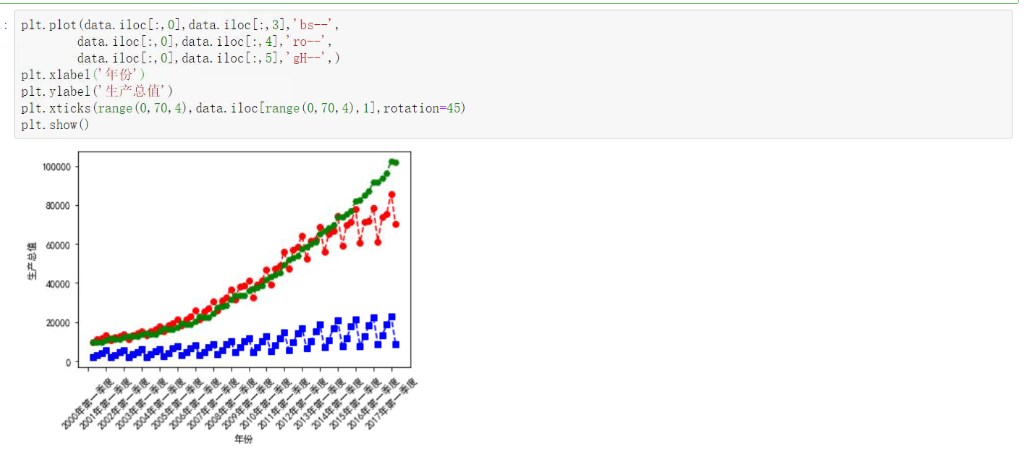 :
plt.plot(data.iloc[:,0],data.iloc[:,3],'bs--',
data.iloc[:,0],data.iloc[:,4],'ro--',
data.iloc[:,0],data.iloc[:,5],'gH--',)
plt.xlabel('年份')
plt.ylabel('生产总值')
plt.xticks(range(0,70,4),data.iloc[range(0,70,4),1],rotation=45)
plt.show()
100000
80000
60000
40000
20000
0
生产总值
2000年第一季度
2001年第一季度
2002年第一季度
2003年第一季度
2004年第一季度
2005年第一季度
2006年第一季度
2007年第一季度
2008年第一季度
2009年第一季度
2010年第一季度
2011年第一季度
2012年第一季度
2013年第一季度
2014年第一季度
2015年第一季度
2016年第一季度
2017年第一季度
年份